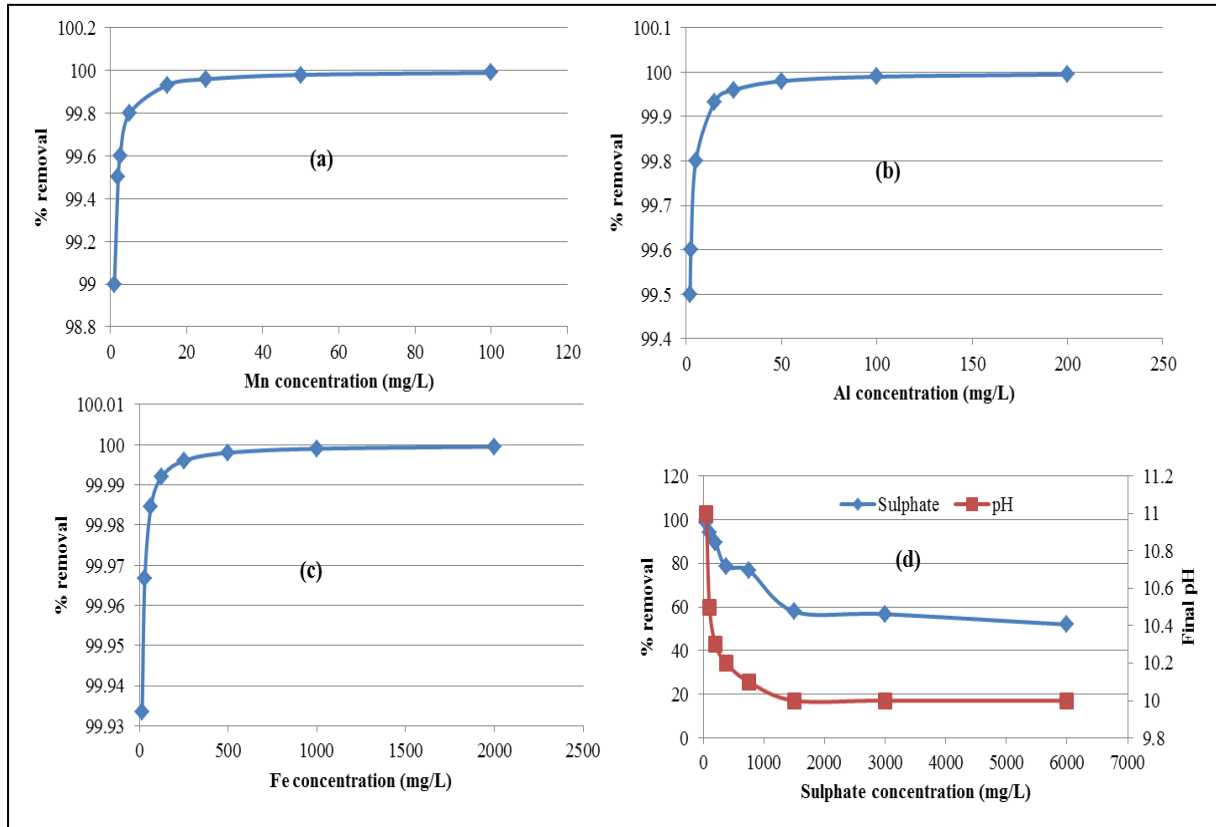 100.2
100
99.8
99.6
99.4
99.2
99
98.8
% removal
(a)
0 20 40 60 80 100 120
Mn concentration (mg/L)
100.1
100
99.9
99.8
99.7
99.6
99.5
99.4
% removal
(b)
0 50 100 150 200 250
Al concentration (mg/L)
100.01
100
99.99
99.98
99.97
99.96
99.95
99.94
99.93
% removal
(c)
0 500 1000 1500 2000 2500
Fe concentration (mg/L)
120
100
80
60
40
20
0
% removal
Sulphate pH
(d)
11.2
11
10.8
10.6
10.4
10.2
10
9.8
Final pH
0 1000 2000 3000 4000 5000 6000 7000
Sulphate concentration (mg/L)